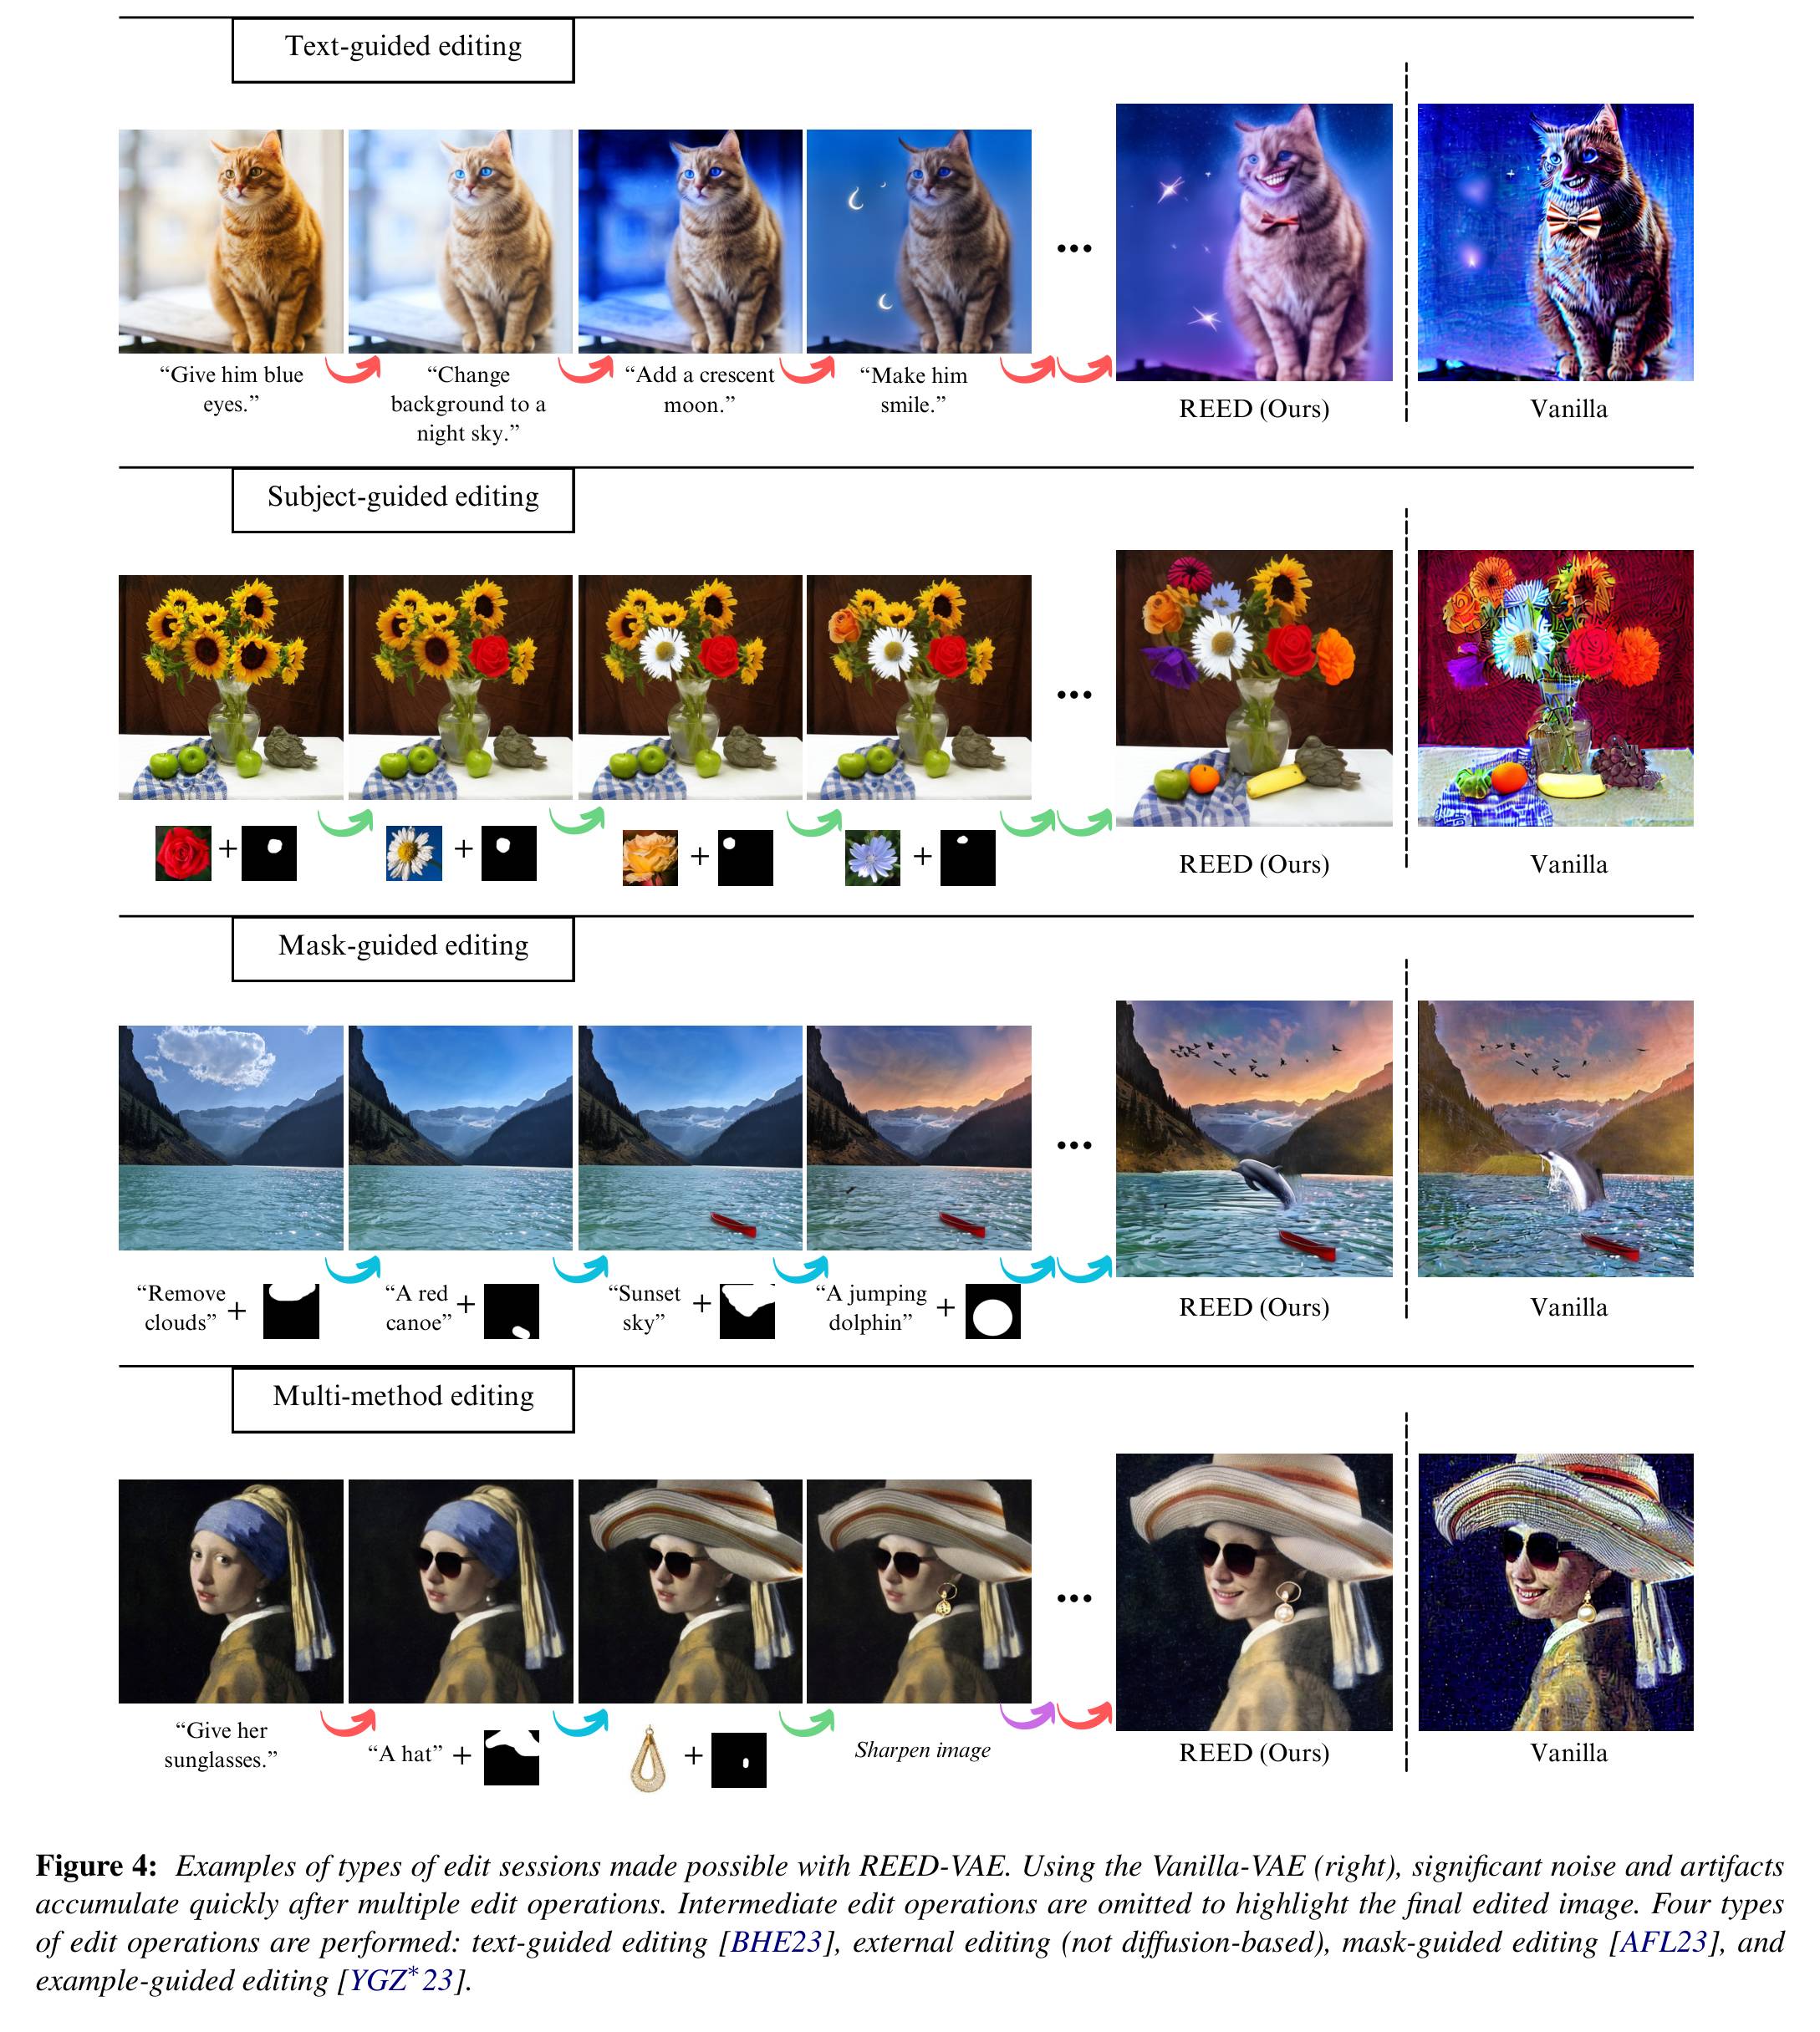 Text-guided editing
“Give him blue
eyes.”
“Change
background to a
night sky.”
“Add a crescent
moon.”
“Make him
smile.”
...
REED (Ours)
Vanilla
Subject-guided editing
+
+
+
+
...
REED (Ours)
Vanilla
Mask-guided editing
“Remove
clouds” +
“A red
canoe” +
“Sunset
sky” +
“A jumping
dolphin” +
...
REED (Ours)
Vanilla
Multi-method editing
“Give her
sunglasses.”
“A hat” +
+
Sharpen image
...
REED (Ours)
Vanilla
Figure 4: Examples of types of edit sessions made possible with REED-VAE. Using the Vanilla-VAE (right), significant noise and artifacts
accumulate quickly after multiple edit operations. Intermediate edit operations are omitted to highlight the final edited image. Four types
of edit operations are performed: text-guided editing [BHE23], external editing (not diffusion-based), mask-guided editing [AFL23], and
example-guided editing [YGZ*23].